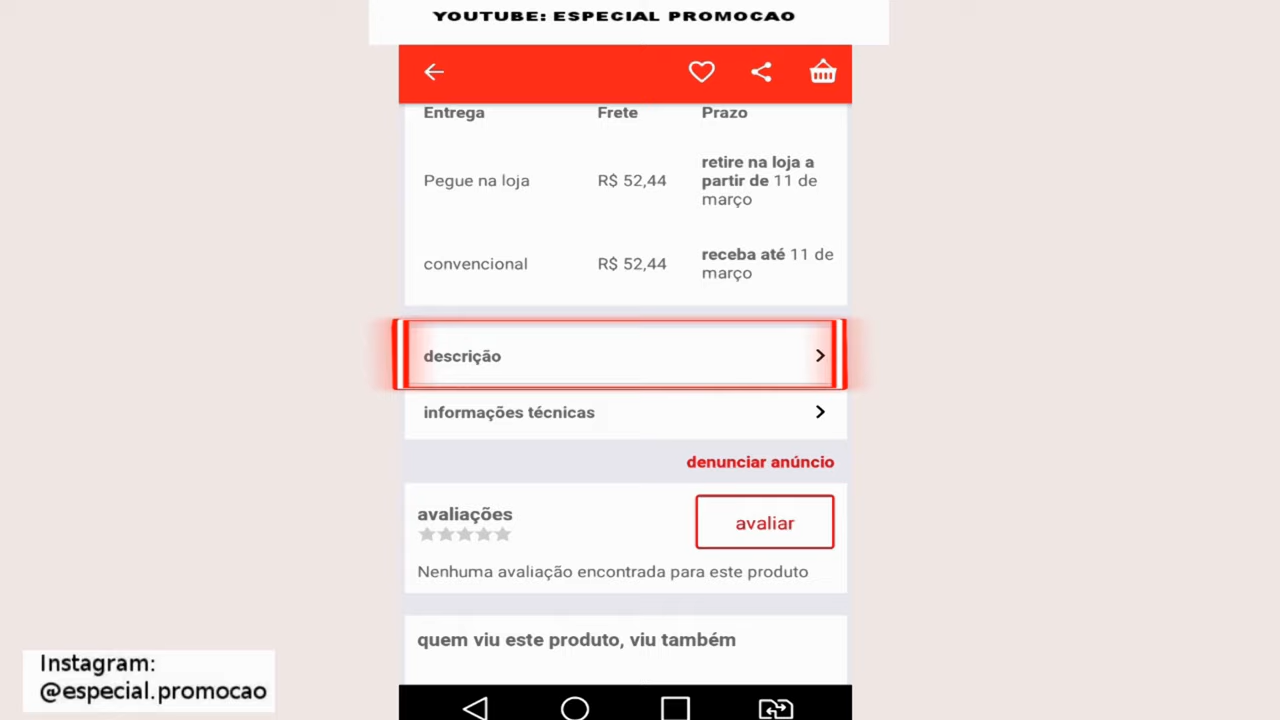 YOUTUBE: ESPECIAL PROMOCAO
Entrega Frete Prazo
Pegue na loja R$ 52,44 retire na loja a
partir de 11 de
março
convencional R$ 52,44 receba até 11 de
março
descrição
informações técnicas
denunciar anúncio
avaliações
avaliar
Nenhuma avaliação encontrada para este produto
quem viu este produto, viu também
Instagram:
@especial.promocao